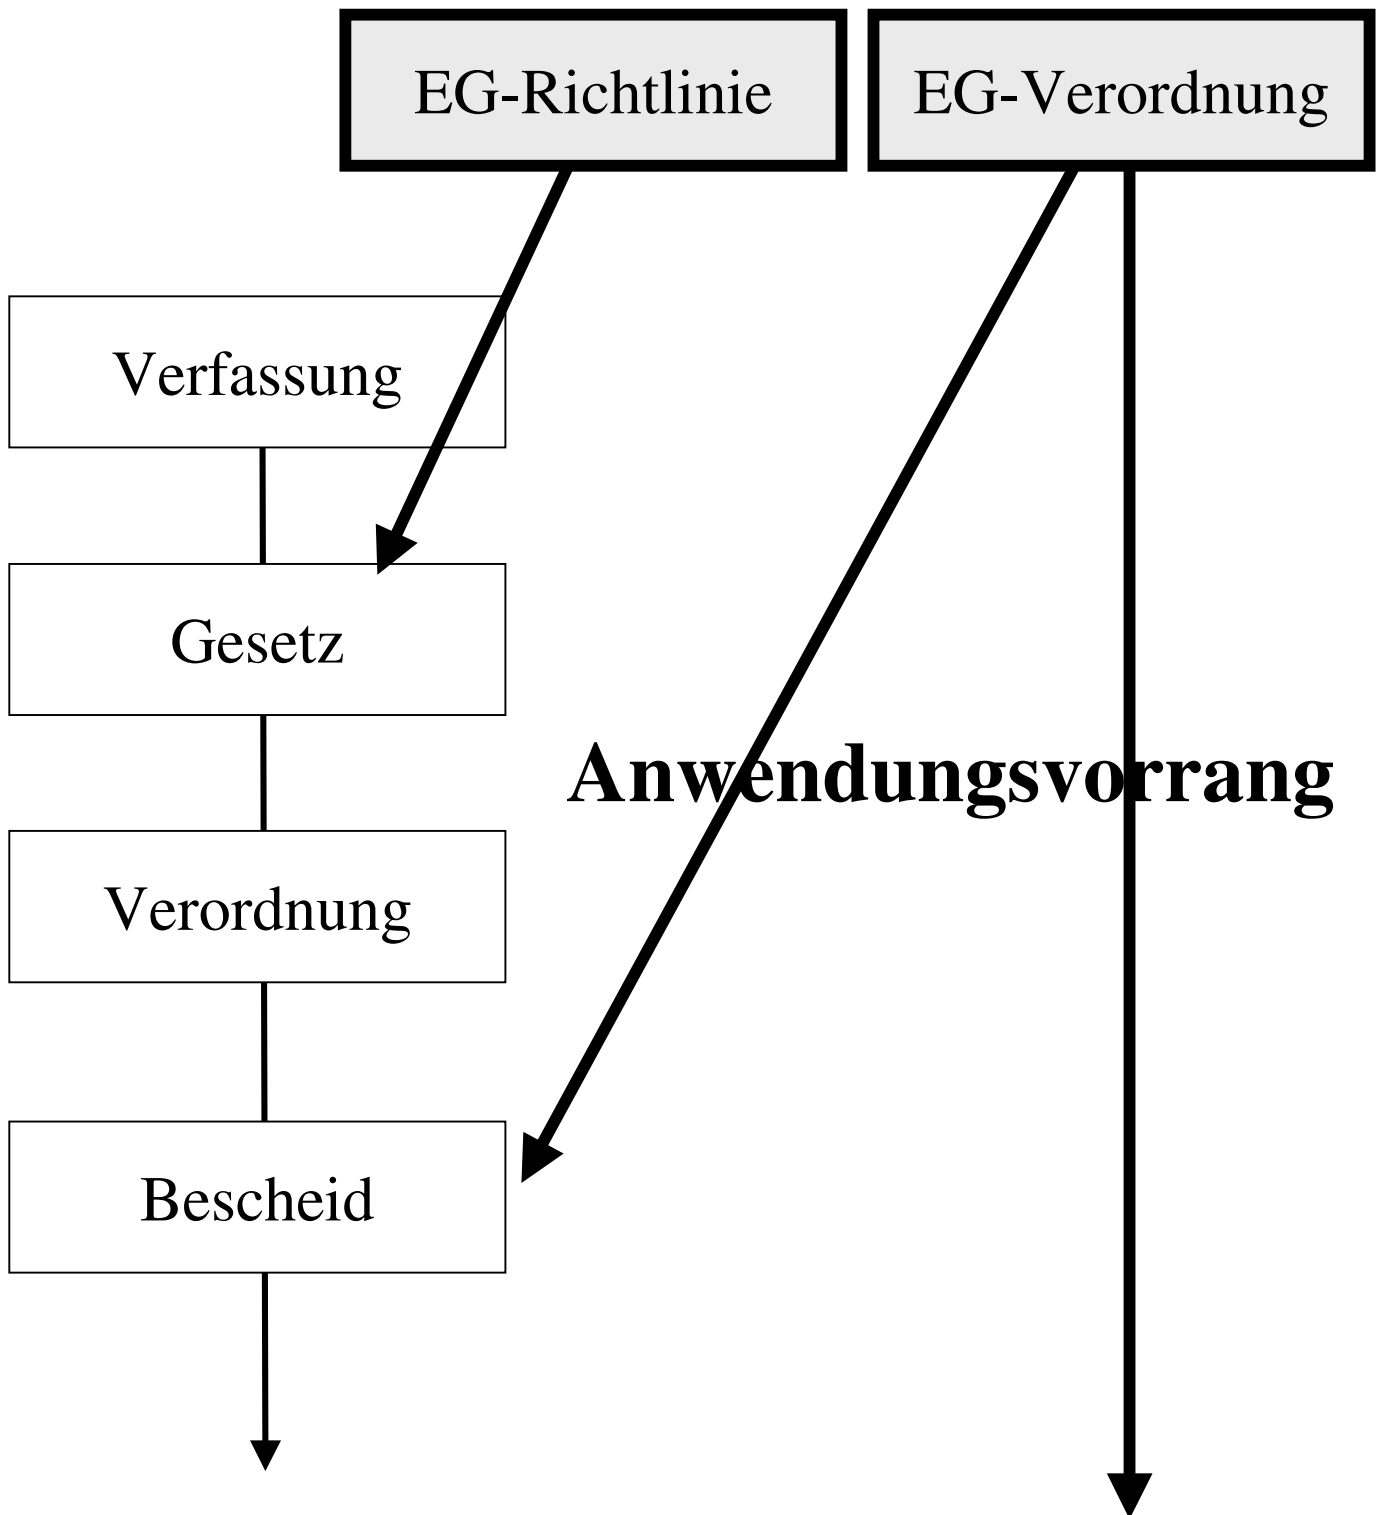 EG-Richtlinie
EG-Verordnung
Verfassung
Gesetz
Anwendungsvorrang
Verordnung
Bescheid